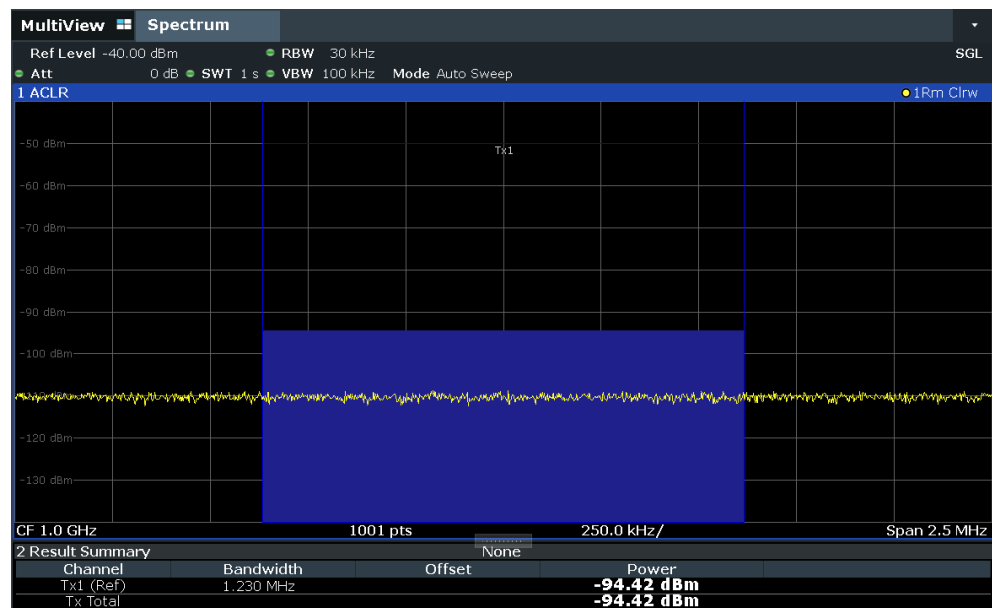 MultiView Spectrum
Ref Level -40.00 dBm RBW 30 kHz SGL
Att 0 dB SWT 1 s VBW 100 kHz Mode Auto Sweep
1 ACLR 1Rm Clrw
-50 dBm
Tx1
-60 dBm
-70 dBm
-80 dBm
-90 dBm
-100 dBm
-120 dBm
-130 dBm
CF 1.0 GHz 1001 pts 250.0 kHz/ Span 2.5 MHz
2 Result Summary None
Channel Bandwidth Offset Power
Tx1 (Ref) 1.230 MHz -94.42 dBm
Tx Total -94.42 dBm